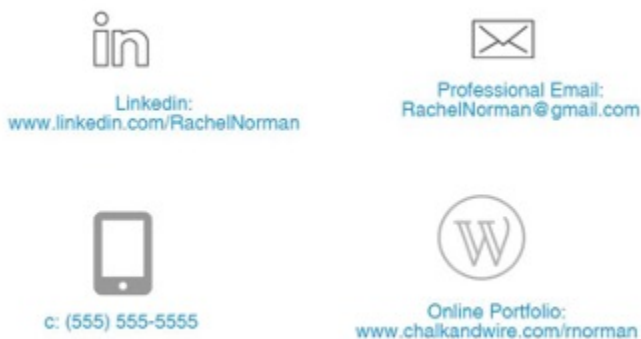 in
Linkedin:
www.linkedin.com/RachelNorman
Professional Email:
RachelNorman@gmail.com
c: (555) 555-5555
W
Online Portfolio:
www.chalkandwire.com/rnorman